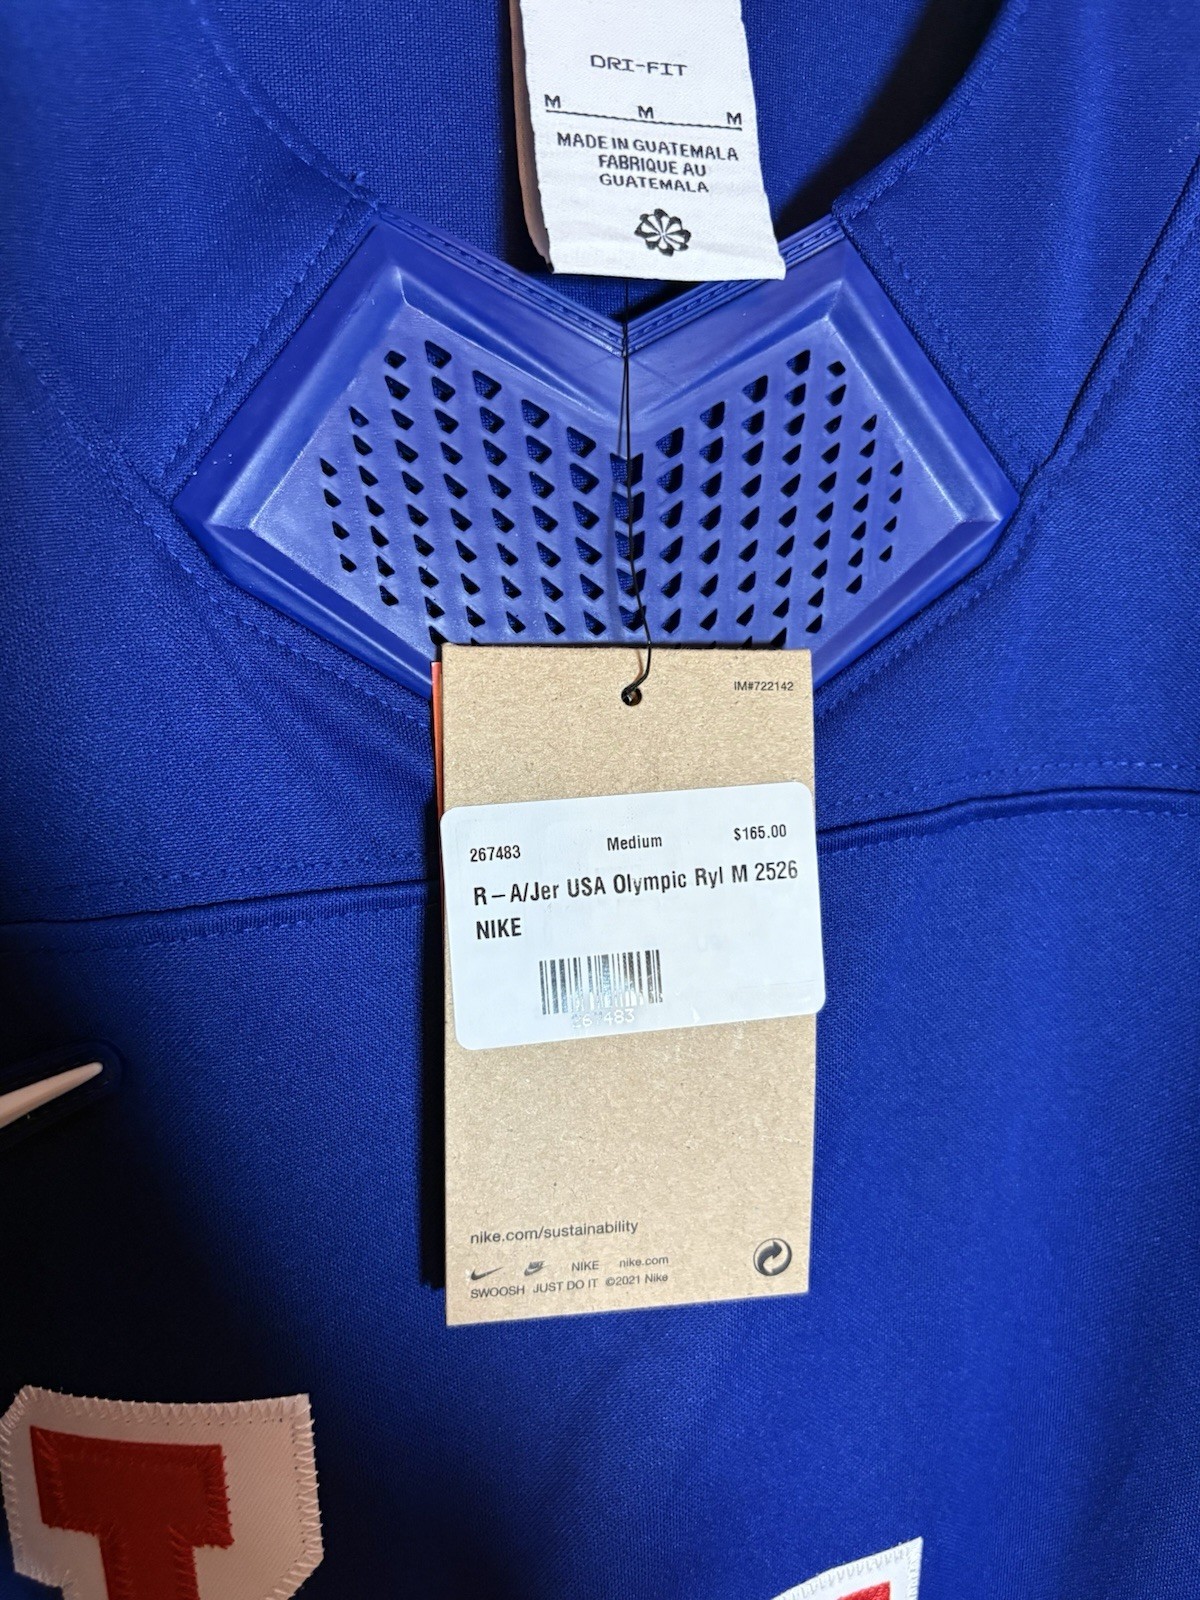 DRI-FIT
M M M
MADE IN GUATEMALA
FABRIQUE AU
GUATEMALA
IM#722142
267483 Medium $165.00
R-A/Jer USA Olympic Ryl M 2526
NIKE
267483
nike.com/sustainability
NIKE nike.com
SWOOSH JUST DO IT ©2021 Nike